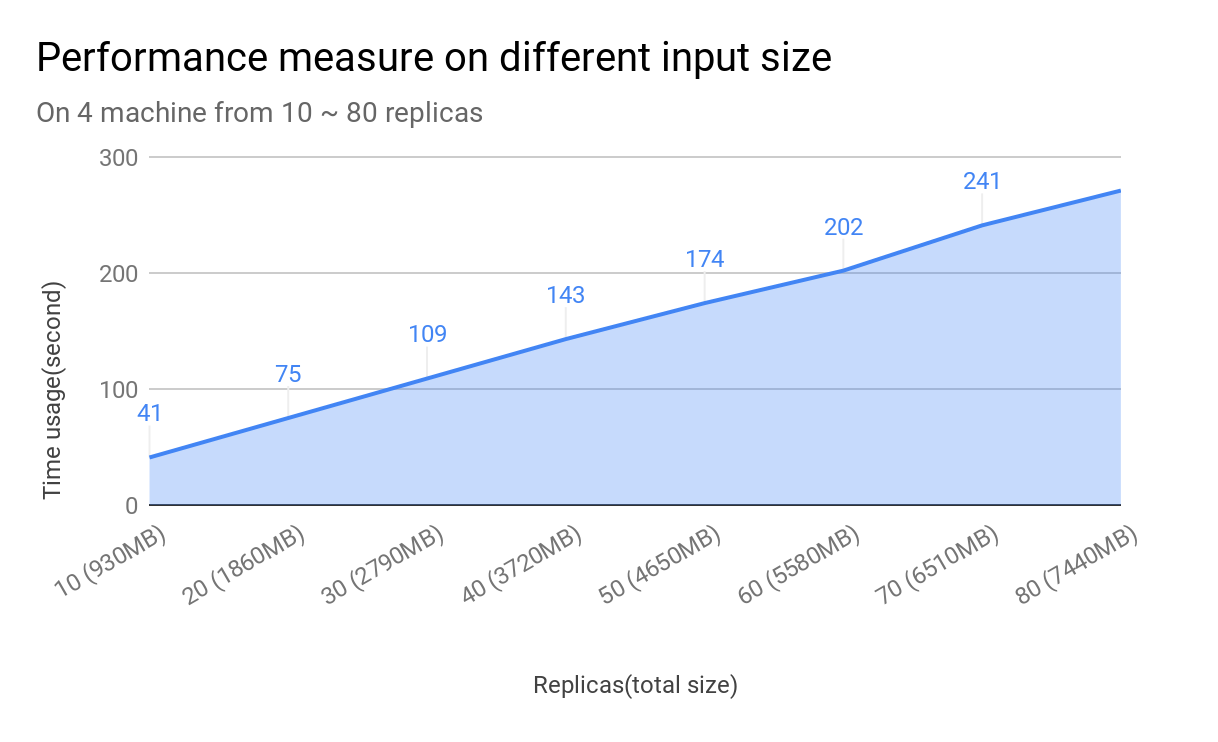 Performance measure on different input size
On 4 machine from 10 ~ 80 replicas
300
200
100
0
Time usage(second)
41
75
109
143
174
202
241
10 (930MB)
20 (1860MB)
30 (2790MB)
40 (3720MB)
50 (4650MB)
60 (5580MB)
70 (6510MB)
80 (7440MB)
Replicas(total size)